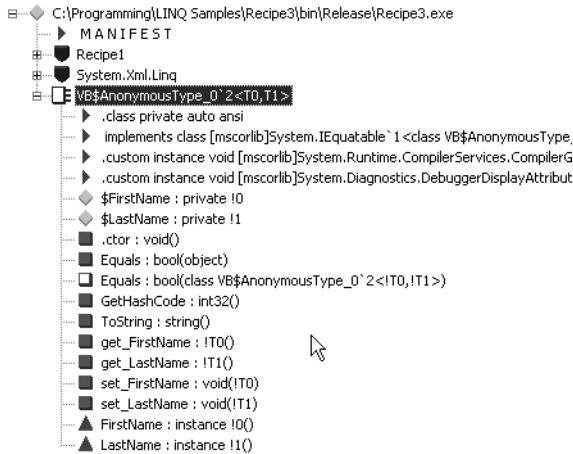 C:\Programming\LINQ Samples\Recipe3\bin\Release\Recipe3.exe
MANIFEST
Recipe1
System.Xml.Linq
VB$AnonymousType_0`2<T0,T1>
.class private auto ansi
implements class [mscorlib]System.IEquatable`1<class VB$AnonymousType_
.custom instance void [mscorlib]System.Runtime.CompilerServices.CompilerG
.custom instance void [mscorlib]System.Diagnostics.DebuggerDisplayAttribut
$FirstName : private !0
$LastName : private !1
.ctor : void()
Equals : bool(object)
Equals : bool(class VB$AnonymousType_0`2<!T0,!T1>)
GetHashCode : int32()
ToString : string()
get_FirstName : !T0()
get_LastName : !T1()
set_FirstName : void(!T0)
set_LastName : void(!T1)
FirstName : instance !0()
LastName : instance !1()